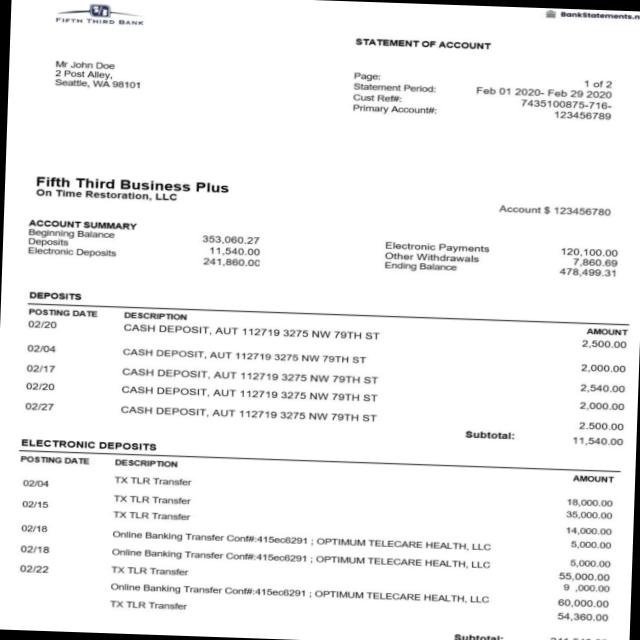 FIFTH THIRD BANK
BankStatements.n
STATEMENT OF ACCOUNT
Mr John Doe
2 Post Alley,
Seattle, WA 98101
Page: 1 of 2
Statement Period: Feb 01 2020- Feb 29 2020
Cust Ref#: 7435100875-716-
Primary Account#: 123456789
Fifth Third Business Plus
On Time Restoration, LLC
Account $ 123456780
ACCOUNT SUMMARY
Beginning Balance 353,060.27
Deposits 11,540.00
Electronic Deposits 241,860.00
Electronic Payments 120,100.00
Other Withdrawals 7,860.69
Ending Balance 478,499.31
DEPOSITS
POSTING DATE DESCRIPTION AMOUNT
02/20 CASH DEPOSIT, AUT 112719 3275 NW 79TH ST 2,500.00
02/04 CASH DEPOSIT, AUT 112719 3275 NW 79TH ST 2,000.00
02/17 CASH DEPOSIT, AUT 112719 3275 NW 79TH ST 2,540.00
02/20 CASH DEPOSIT, AUT 112719 3275 NW 79TH ST 2,000.00
02/27 CASH DEPOSIT, AUT 112719 3275 NW 79TH ST 2.500.00
Subtotal: 11,540.00
ELECTRONIC DEPOSITS
POSTING DATE DESCRIPTION AMOUNT
02/04 TX TLR Transfer 18,000.00
02/15 TX TLR Transfer 35,000.00
TX TLR Transfer 14,000.00
02/18 Online Banking Transfer Conf#:415ec6291 ; OPTIMUM TELECARE HEALTH, LLC 5,000.00
02/18 Online Banking Transfer Conf#:415ec6291 ; OPTIMUM TELECARE HEALTH, LLC 5,000.00
02/22 TX TLR Transfer 55,000.00
9 ,000.00
Online Banking Transfer Conf#:415ec6291 ; OPTIMUM TELECARE HEALTH, LLC 60,000.00
TX TLR Transfer 54,360.00
Subtotal: